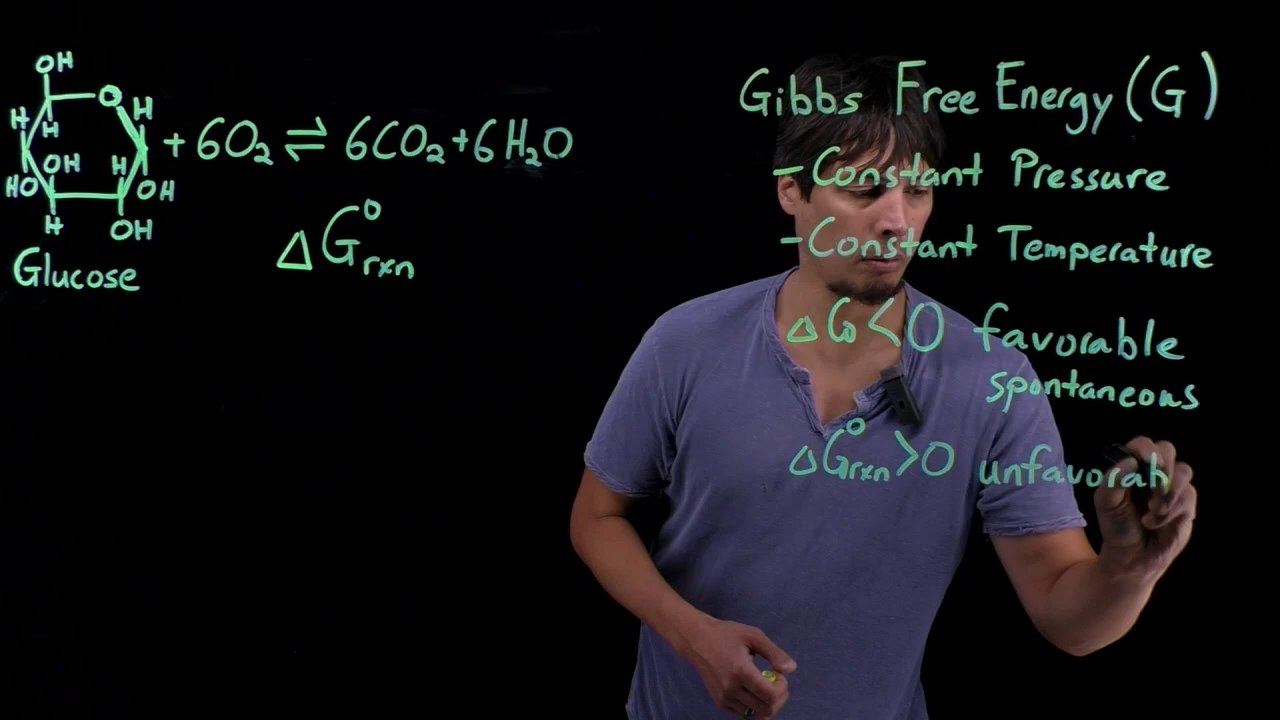 OH
O H
H H
OH H
HO OH
H OH
Glucose
+ 6O₂ ⇌ 6CO₂+6H₂O
ΔG°rxn
Gibbs Free Energy (G)
-Constant Pressure
-Constant Temperature
ΔG<0 favorable
spontaneous
ΔG°rxn>0 unfavorab